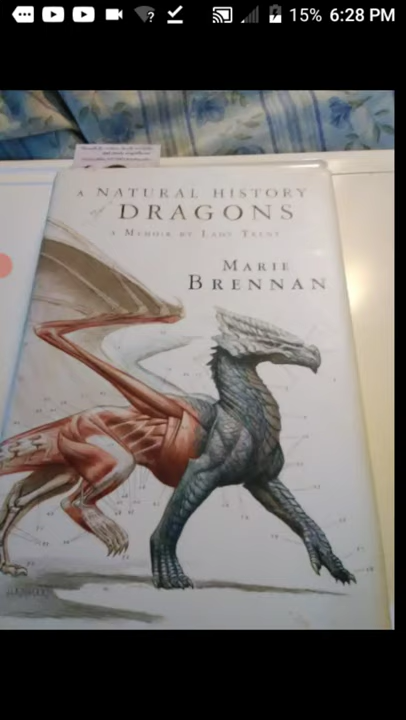 15% 6:28 PM
A NATURAL HISTORY
of
DRAGONS
A MEMOIR BY LADY TRENT
MARIE
BRENNAN